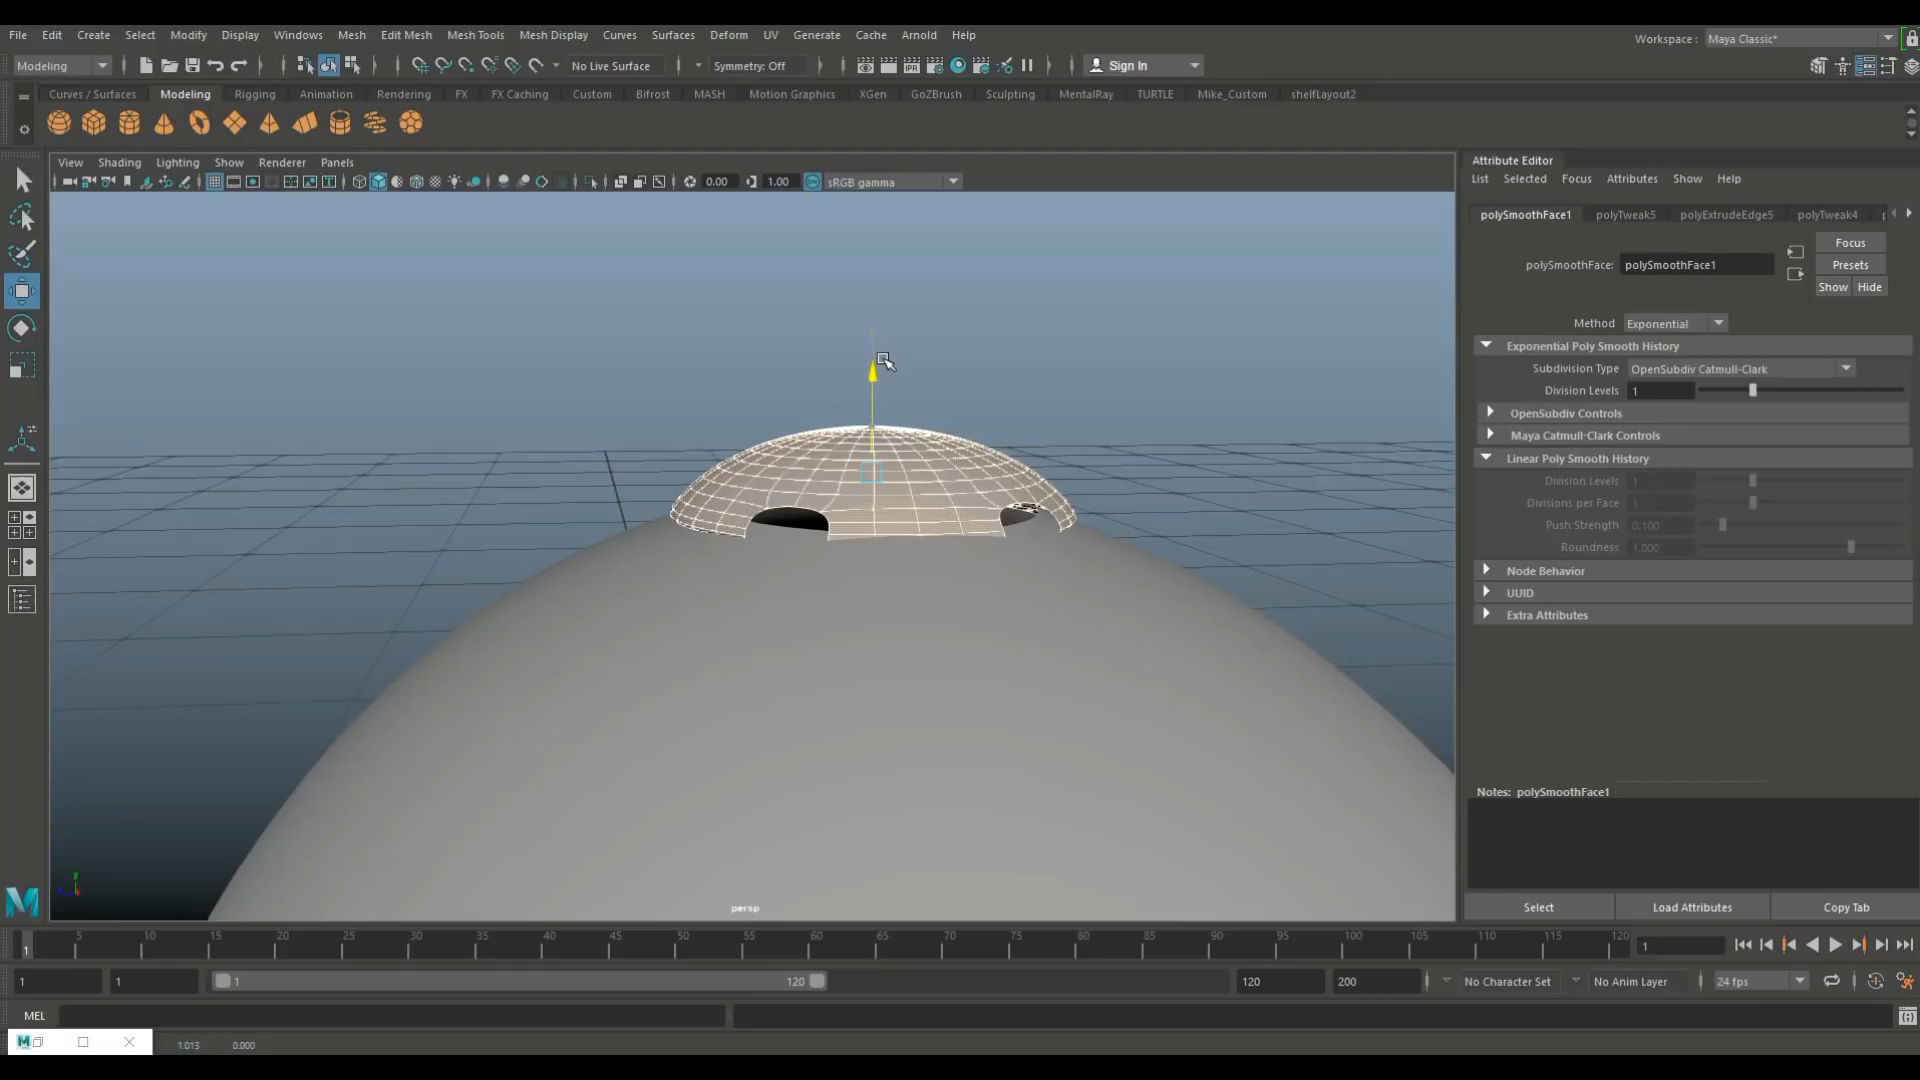 File Edit Create Select Modify Display Windows Mesh Edit Mesh Mesh Tools Mesh Display Curves Surfaces Deform UV Generate Cache Arnold Help
Workspace : Maya Classic*
Modeling No Live Surface Symmetry: Off Sign In
Curves / Surfaces Modeling Rigging Animation Rendering FX FX Caching Custom Bifrost MASH Motion Graphics XGen GoZBrush Sculpting MentalRay TURTLE Mike_Custom shelfLayout2
View Shading Lighting Show Renderer Panels
0.00 1.00 sRGB gamma
Attribute Editor
List Selected Focus Attributes Show Help
polySmoothFace1 polyTweak5 polyExtrudeEdge5 polyTweak4
Focus
polySmoothFace: polySmoothFace1 Presets
Show Hide
Method Exponential
Exponential Poly Smooth History
Subdivision Type OpenSubdiv Catmull-Clark
Division Levels 1
OpenSubdiv Controls
Maya Catmull-Clark Controls
Linear Poly Smooth History
Division Levels 1
Divisions per Face 1
Push Strength 0.100
Roundness 1.000
Node Behavior
UUID
Extra Attributes
Notes: polySmoothFace1
Select Load Attributes Copy Tab
y
persp
1 5 10 15 20 25 30 35 40 45 50 55 60 65 70 75 80 85 90 95 100 105 110 115 120 1
1 1 1 120 120 200 No Character Set No Anim Layer 24 fps
MEL
1.013 0.000